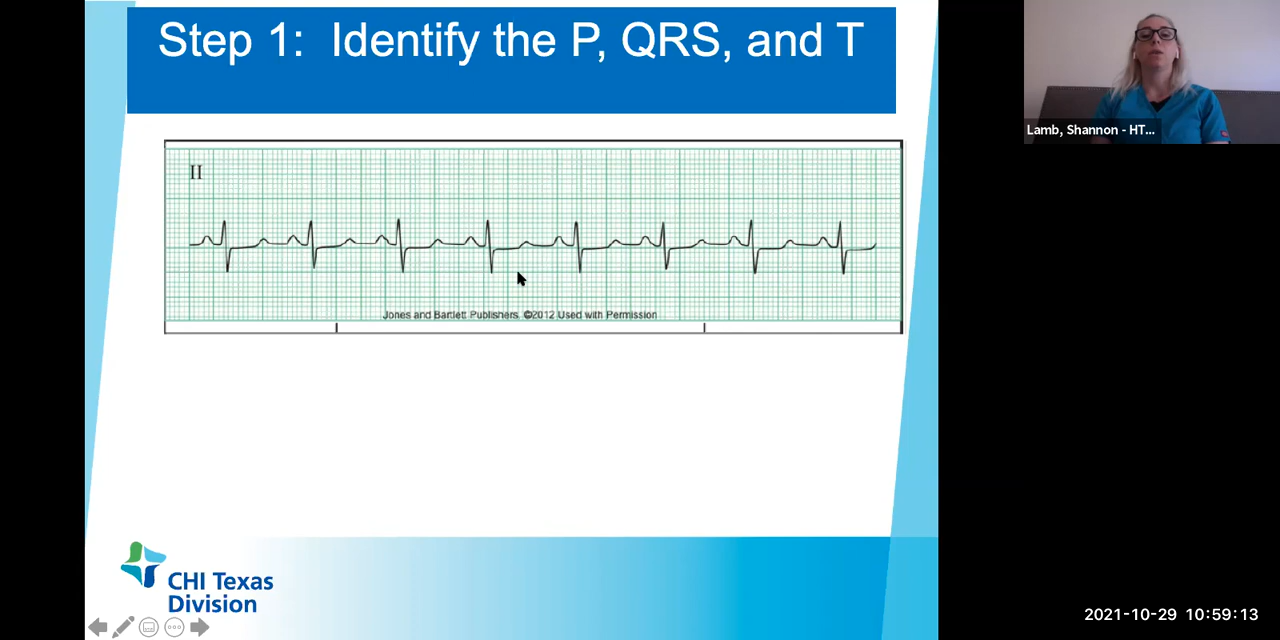 Step 1: Identify the P, QRS, and T
Lamb, Shannon - HT...
II
Jones and Bartlett Publishers, ©2012 Used with Permission
CHI Texas
Division
2021-10-29 10:59:13